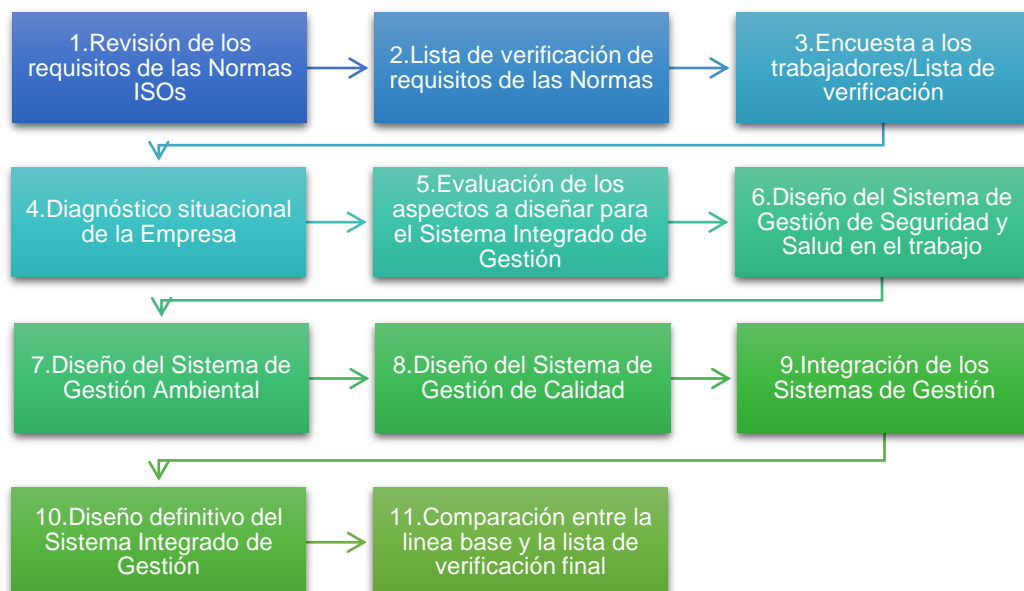 1.Revisión de los
requisitos de las Normas
ISOs
2.Lista de verificación de
requisitos de las Normas
3.Encuesta a los
trabajadores/Lista de
verificación
4.Diagnóstico situacional
de la Empresa
5.Evaluación de los
aspectos a diseñar para
el Sistema Integrado de
Gestión
6.Diseño del Sistema de
Gestión de Seguridad y
Salud en el trabajo
7.Diseño del Sistema de
Gestión Ambiental
8.Diseño del Sistema de
Gestión de Calidad
9.Integración de los
Sistemas de Gestión
10.Diseño definitivo del
Sistema Integrado de
Gestión
11.Comparación entre la
linea base y la lista de
verificación final